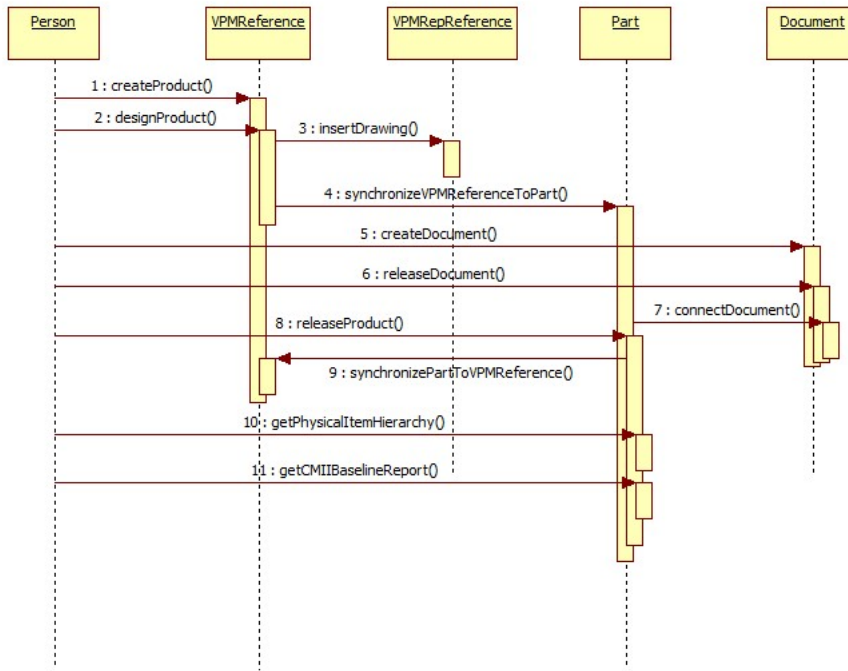 Person
VPMReference
VPMRepReference
Part
Document
1 : createProduct()
2 : designProduct()
3 : insertDrawing()
4 : synchronizeVPMReferenceToPart()
5 : createDocument()
6 : releaseDocument()
7 : connectDocument()
8 : releaseProduct()
9 : synchronizePartToVPMReference()
10 : getPhysicalItemHierarchy()
11 : getCMIIBaselineReport()